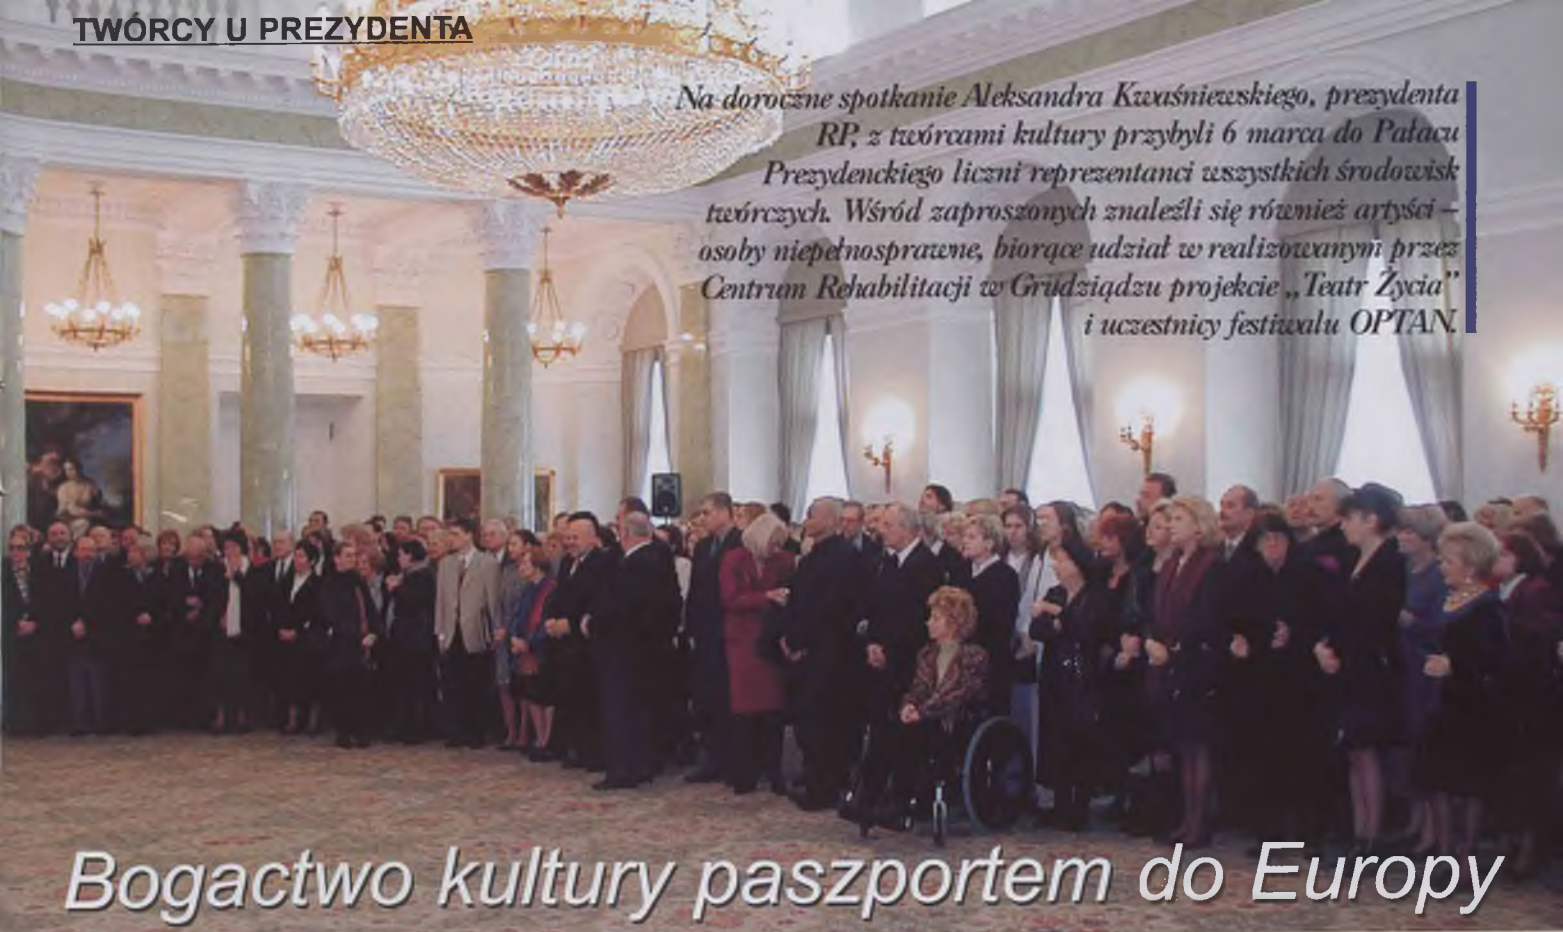 TWÓRCY U PREZYDENTA
Na doroczne spotkanie Aleksandra Kwaśniewskiego, prezydenta
RP, z twórcami kultury przybyli 6 marca do Pałacu
Prezydenckiego liczni reprezentanci wszystkich środowisk
twórczych. Wśród zaproszonych znaleźli się również artyści –
osoby niepełnosprawne, biorące udział w realizowanym przez
Centrum Rehabilitacji w Grudziądzu projekcie „Teatr Życia”
i uczestnicy festiwalu OPTAN.
Bogactwo kultury paszportem do Europy